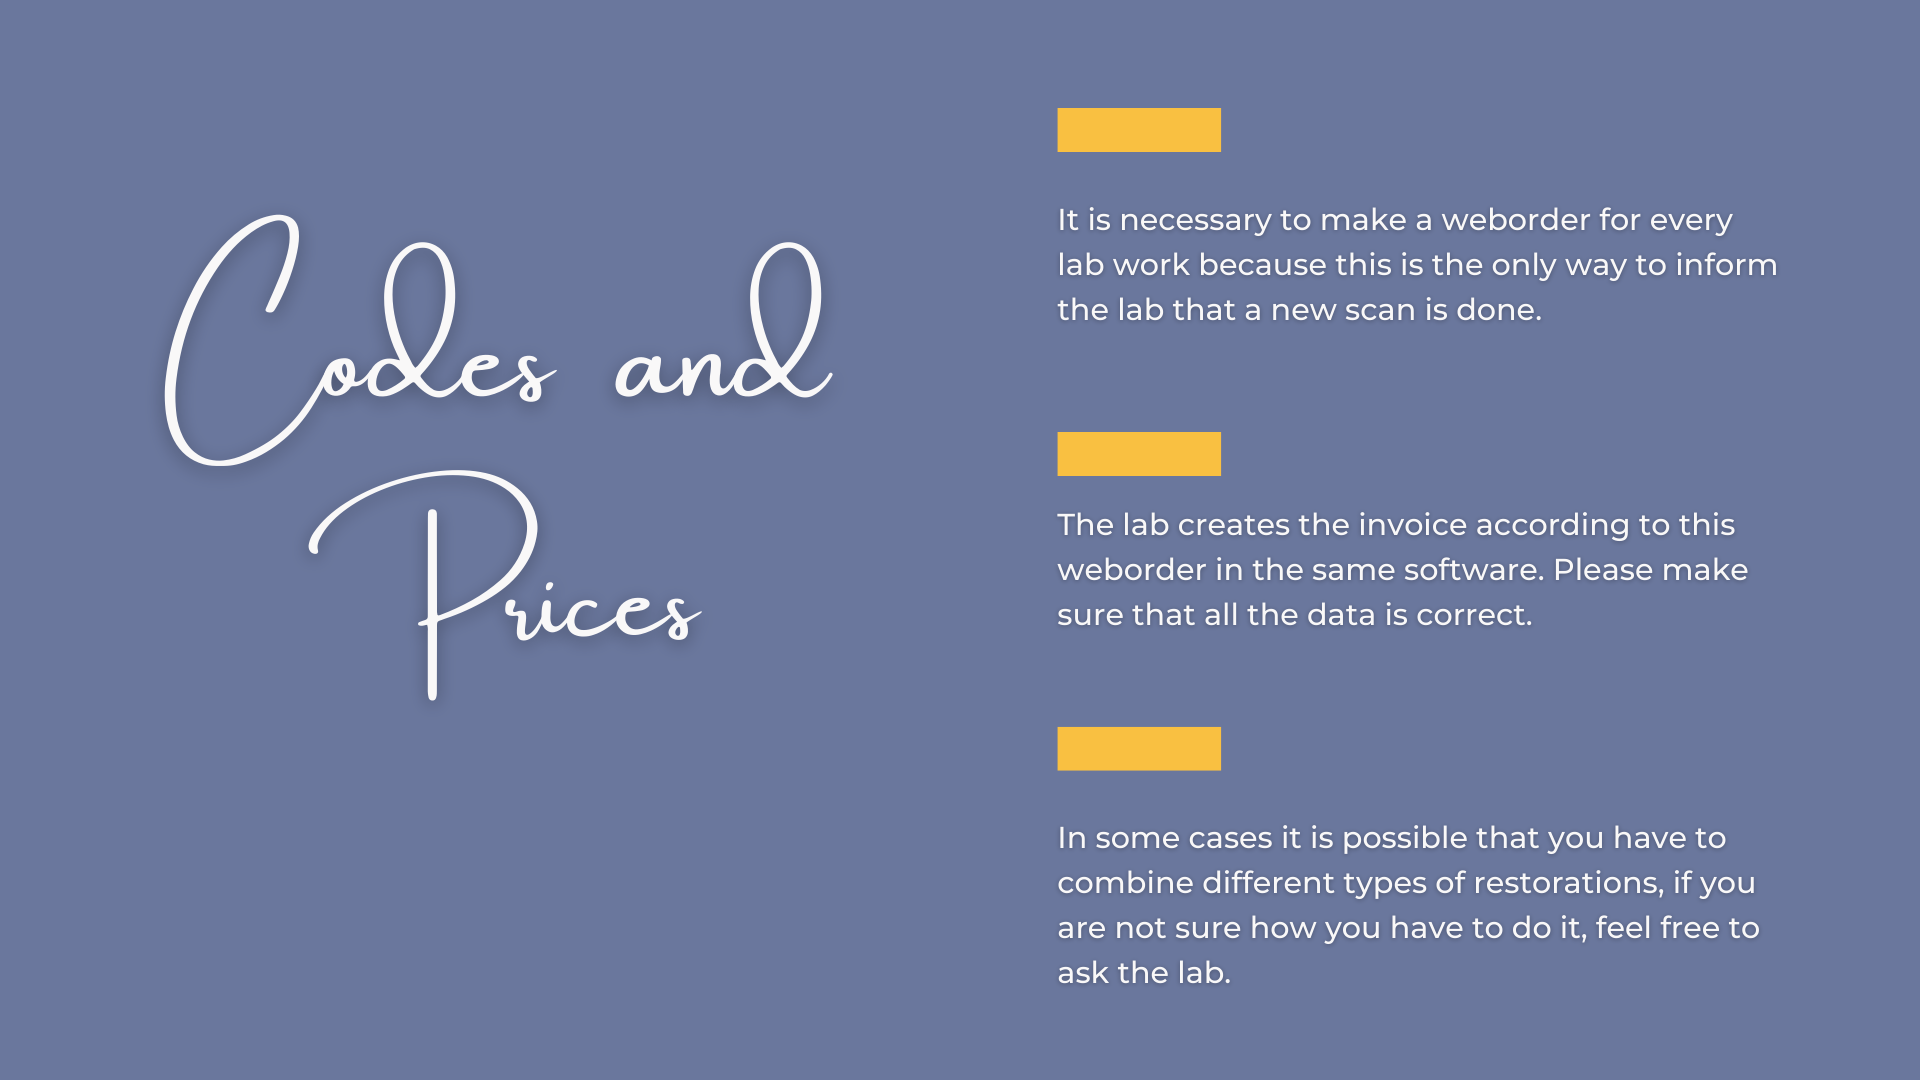 Codes and
Prices
It is necessary to make a weborder for every
lab work because this is the only way to inform
the lab that a new scan is done.
The lab creates the invoice according to this
weborder in the same software. Please make
sure that all the data is correct.
In some cases it is possible that you have to
combine different types of restorations, if you
are not sure how you have to do it, feel free to
ask the lab.